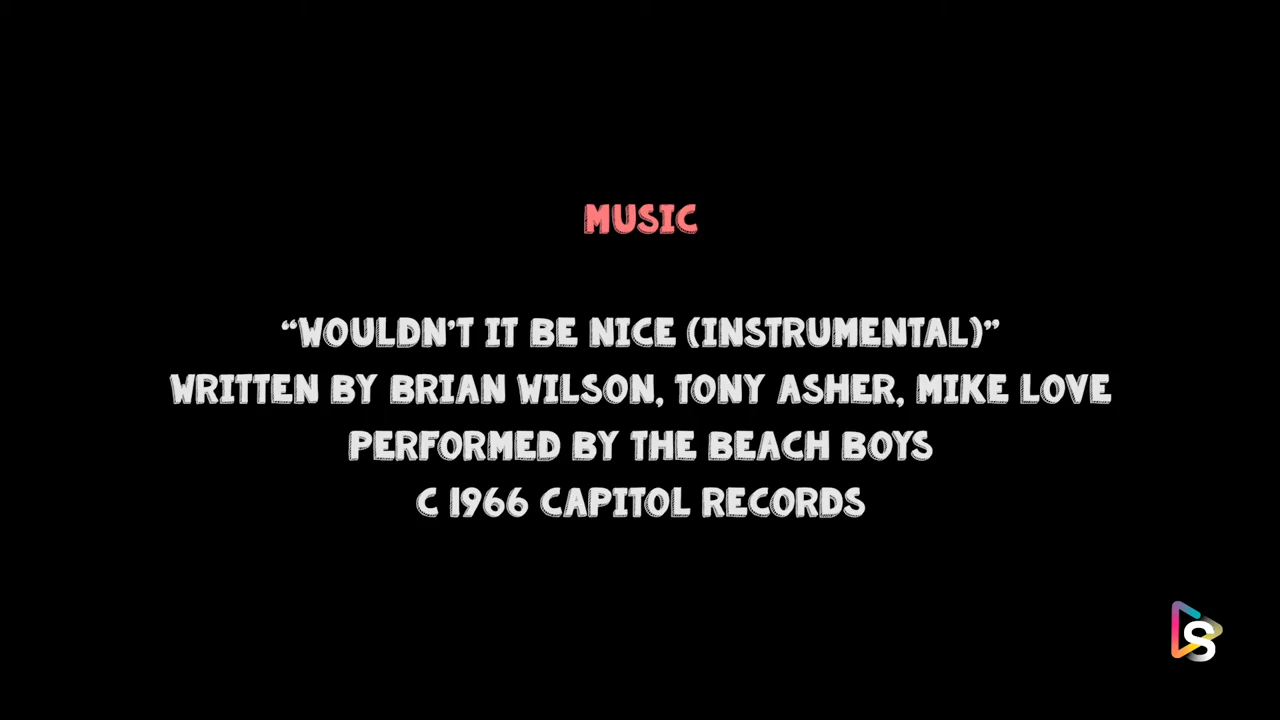 MUSIC
“WOULDN’T IT BE NICE (INSTRUMENTAL)”
WRITTEN BY BRIAN WILSON, TONY ASHER, MIKE LOVE
PERFORMED BY THE BEACH BOYS
C 1966 CAPITOL RECORDS
S